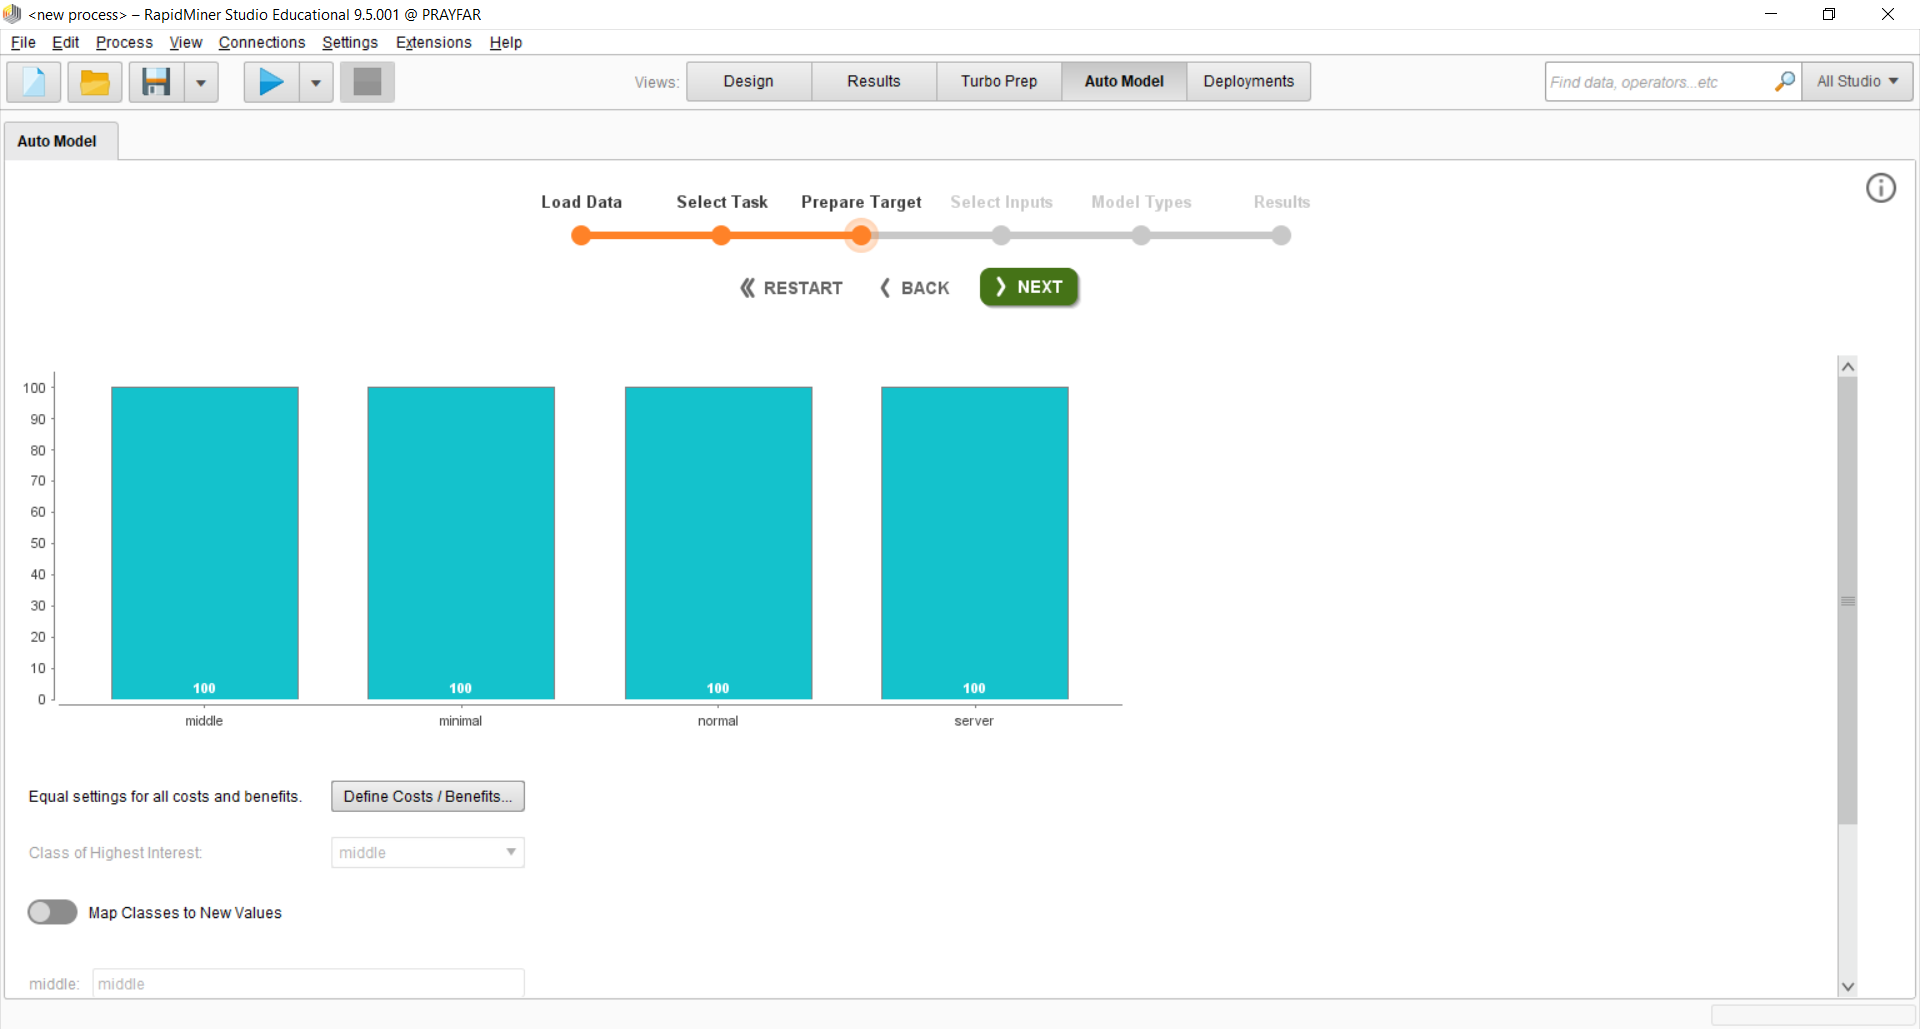 <new process> – RapidMiner Studio Educational 9.5.001 @ PRAYFAR
File Edit Process View Connections Settings Extensions Help
Views: Design Results Turbo Prep Auto Model Deployments Find data, operators...etc All Studio
Auto Model
Load Data Select Task Prepare Target Select Inputs Model Types Results
RESTART BACK NEXT
100
90
80
70
60
50
40
30
20
10
0
100 100 100 100
middle minimal normal server
Equal settings for all costs and benefits. Define Costs / Benefits...
Class of Highest Interest: middle
Map Classes to New Values
middle: middle